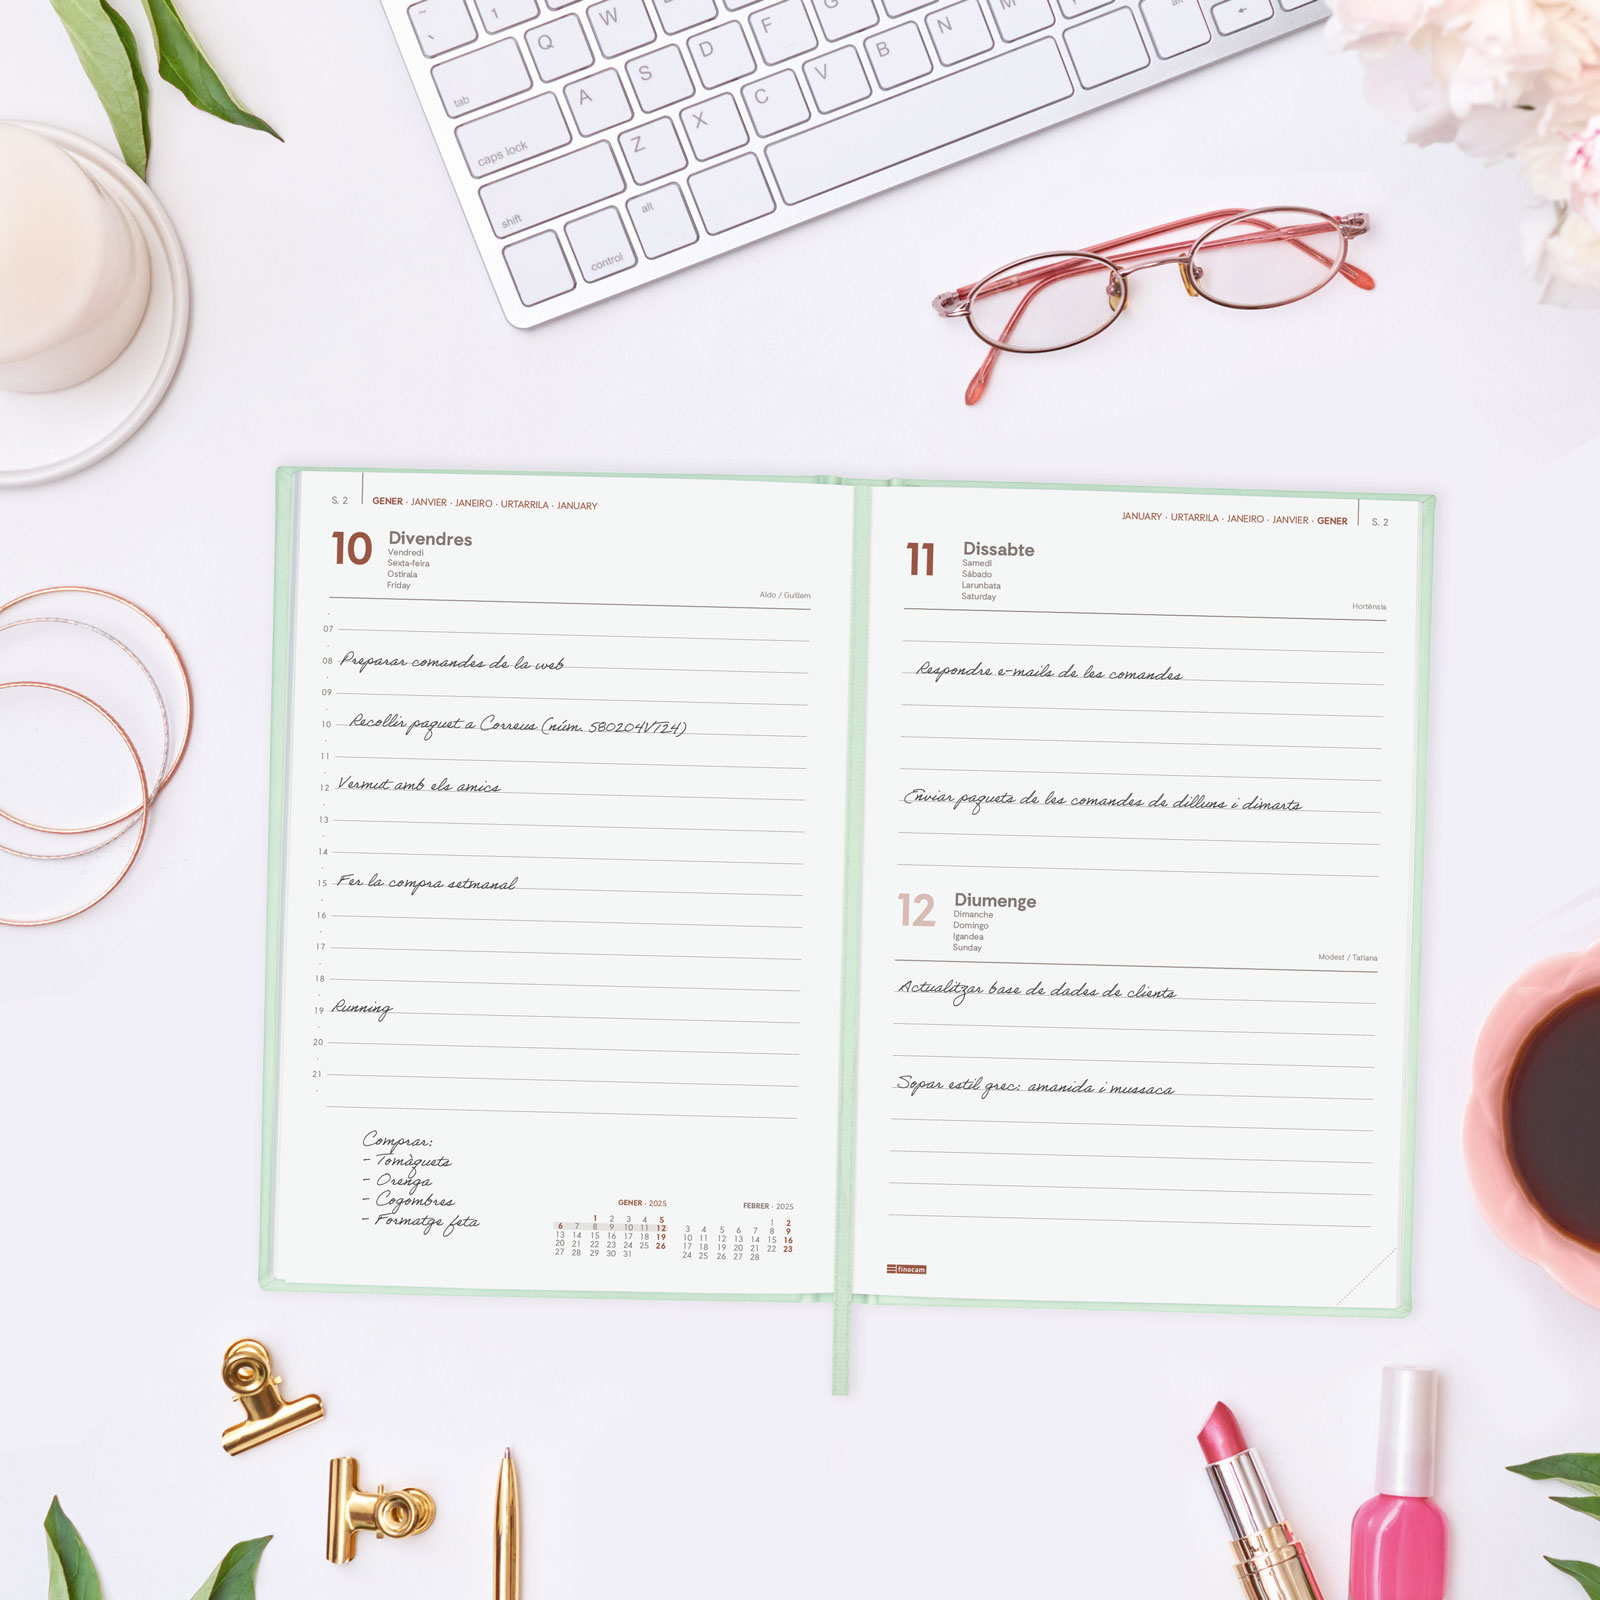 ~
`
1
Q
W
A
S
D
F
G
Z
X
C
V
B
N
M
tab
caps lock
shift
control
alt
alt
S. 2
GENER · JANVIER · JANEIRO · URTARRILA · JANUARY
10
Divendres
Vendredi
Sexta-feira
Ostirala
Friday
Aldo / Guillem
07
08 Preparar comandes de la web
09
10 Recollir paquet a Correus (núm. 580204VT24)
11
12 Vermut amb els amics
13
14
15 Fer la compra setmanal
16
17
18
19 Running
20
21
Comprar:
- Tomàquets
- Orenga
- Cogombres
- Formatge feta
GENER · 2025
1 2 3 4 5
6 7 8 9 10 11 12
13 14 15 16 17 18 19
20 21 22 23 24 25 26
27 28 29 30 31
FEBRER · 2025
1 2
3 4 5 6 7 8 9
10 11 12 13 14 15 16
17 18 19 20 21 22 23
24 25 26 27 28
JANUARY · URTARRILA · JANEIRO · JANVIER · GENER
S. 2
11
Dissabte
Samedi
Sábado
Larunbata
Saturday
Hortènsia
Respondre e-mails de les comandes
Enviar paquets de les comandes de dilluns i dimarts
12
Diumenge
Dimanche
Domingo
Igandea
Sunday
Modest / Tatiana
Actualitzar base de dades de clients
Sopar estil grec: amanida i mussaca
finocam